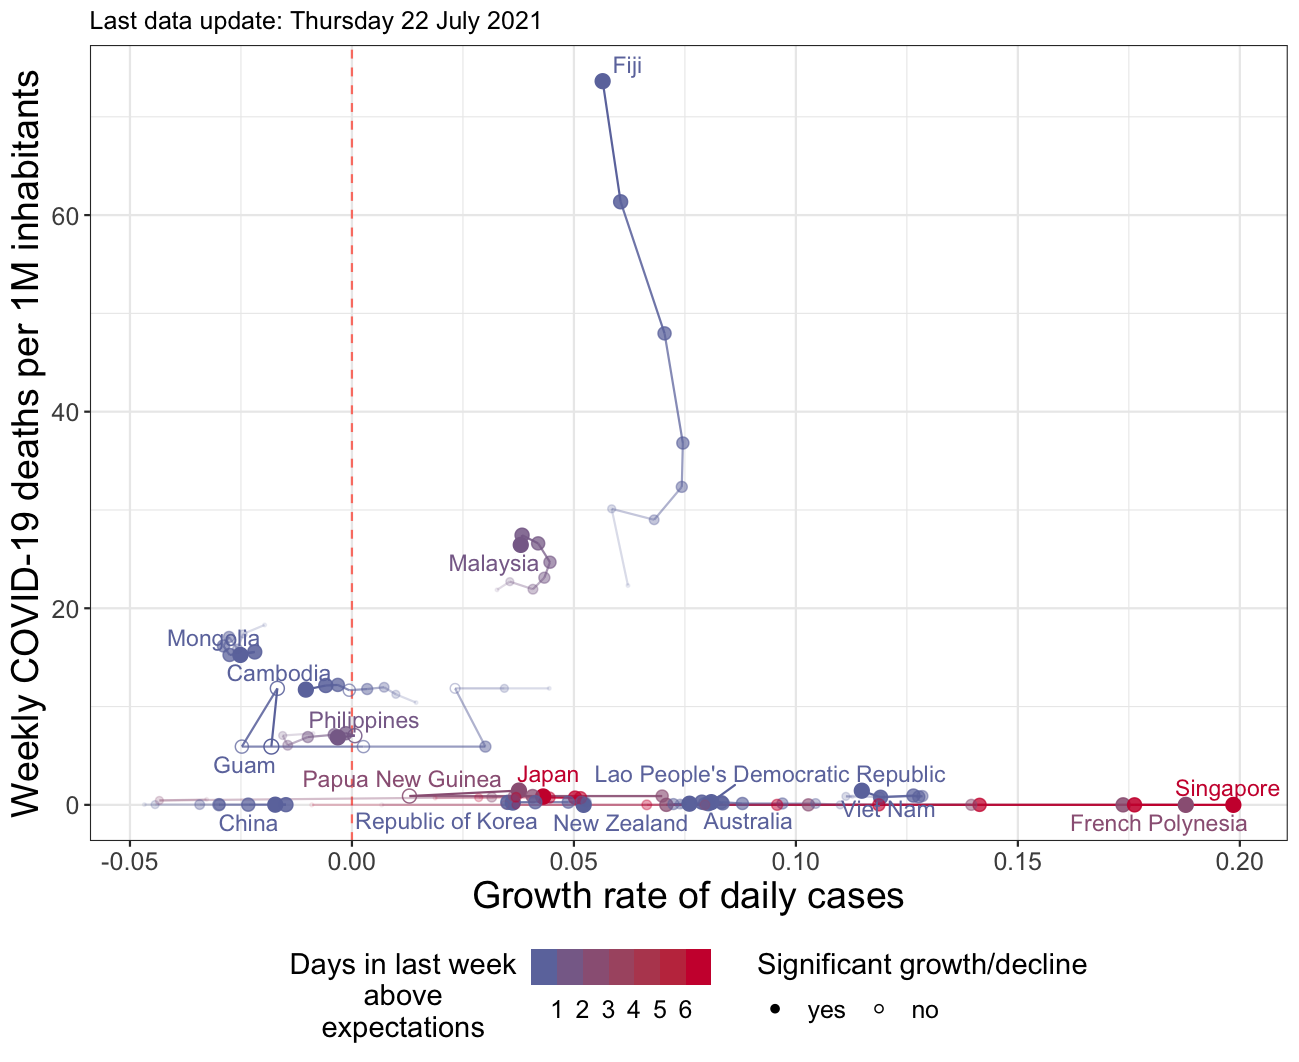 Last data update: Thursday 22 July 2021
Weekly COVID-19 deaths per 1M inhabitants
60
40
20
0
Fiji
Malaysia
Mongolia
Cambodia
Philippines
Guam
Papua New Guinea
Japan
Lao People's Democratic Republic
Singapore
China
Republic of Korea
New Zealand
Australia
Viet Nam
French Polynesia
-0.05 0.00 0.05 0.10 0.15 0.20
Growth rate of daily cases
Days in last week
above
expectations
1 2 3 4 5 6
Significant growth/decline
yes no